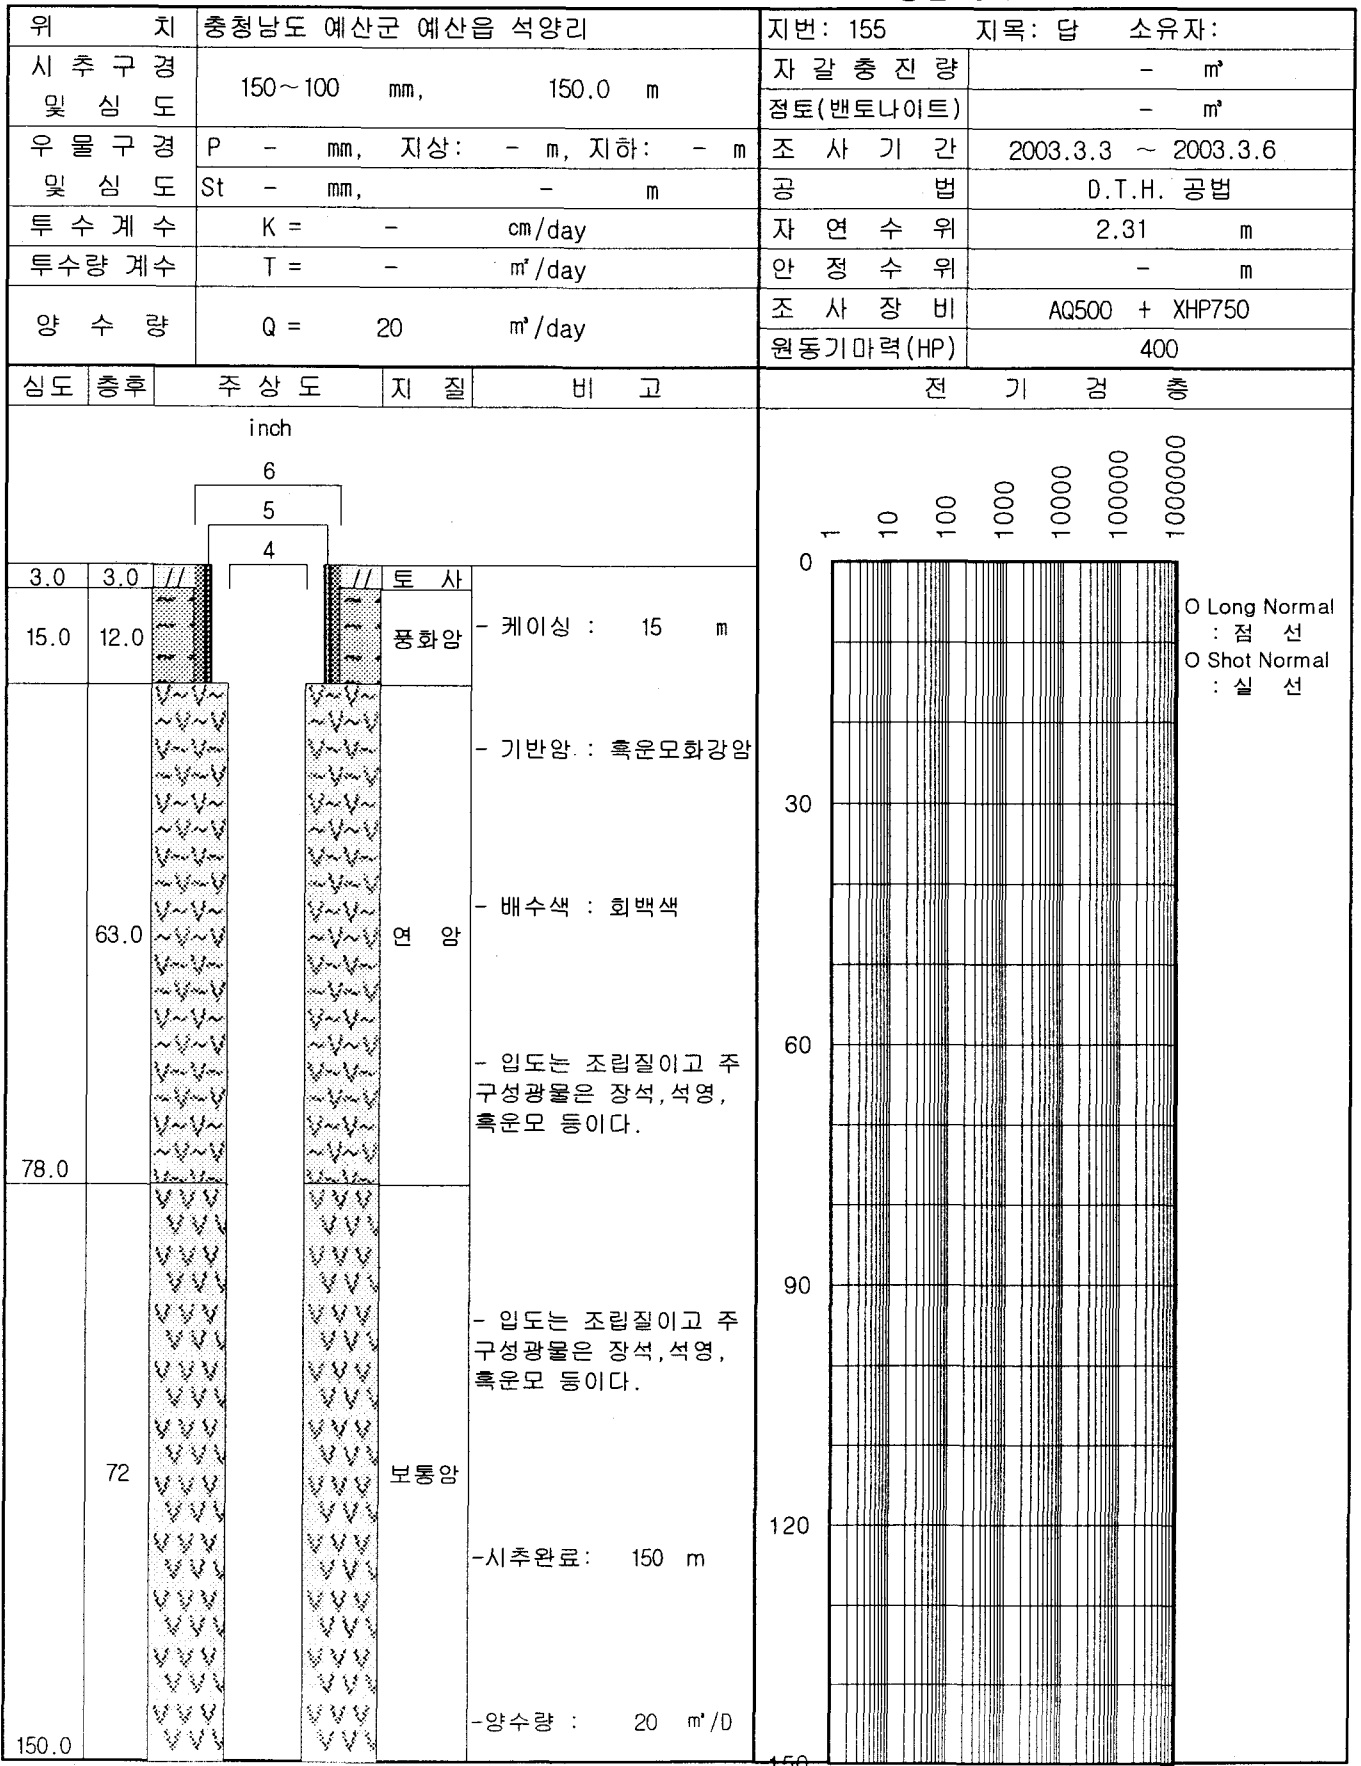 위 치 충청남도 예산군 예산읍 석양리 지번: 155 지목: 답 소유자:
시 추 구 경 및 심 도 150~100 mm, 150.0 m
자 갈 충 진 량 - m³
점토(밴토나이트) - m³
우 물 구 경 및 심 도 P - mm, 지상: - m, 지하: - m
St - mm, - m
조 사 기 간 2003.3.3 ~ 2003.3.6
공 법 D.T.H. 공법
투 수 계 수 K = - cm/day
자 연 수 위 2.31 m
투수량 계수 T = - m²/day
안 정 수 위 - m
양 수 량 Q = 20 m³/day
조 사 장 비 AQ500 + XHP750
원동기마력(HP) 400
심도 층후 주 상 도 지 질 비 고 전 기 검 층
inch
6
5
4
1 10 100 1000 10000 100000 1000000
3.0 3.0 토 사
15.0 12.0 풍화암 - 케이싱 : 15 m
- 기반암 : 흑운모화강암
63.0 연 암 - 배수색 : 회백색
- 입도는 조립질이고 주
구성광물은 장석,석영,
흑운모 등이다.
78.0
- 입도는 조립질이고 주
구성광물은 장석,석영,
흑운모 등이다.
72 보통암
-시추완료: 150 m
-양수량 : 20 m³/D
150.0
0
30
60
90
120
150
O Long Normal
: 점 선
O Shot Normal
: 실 선